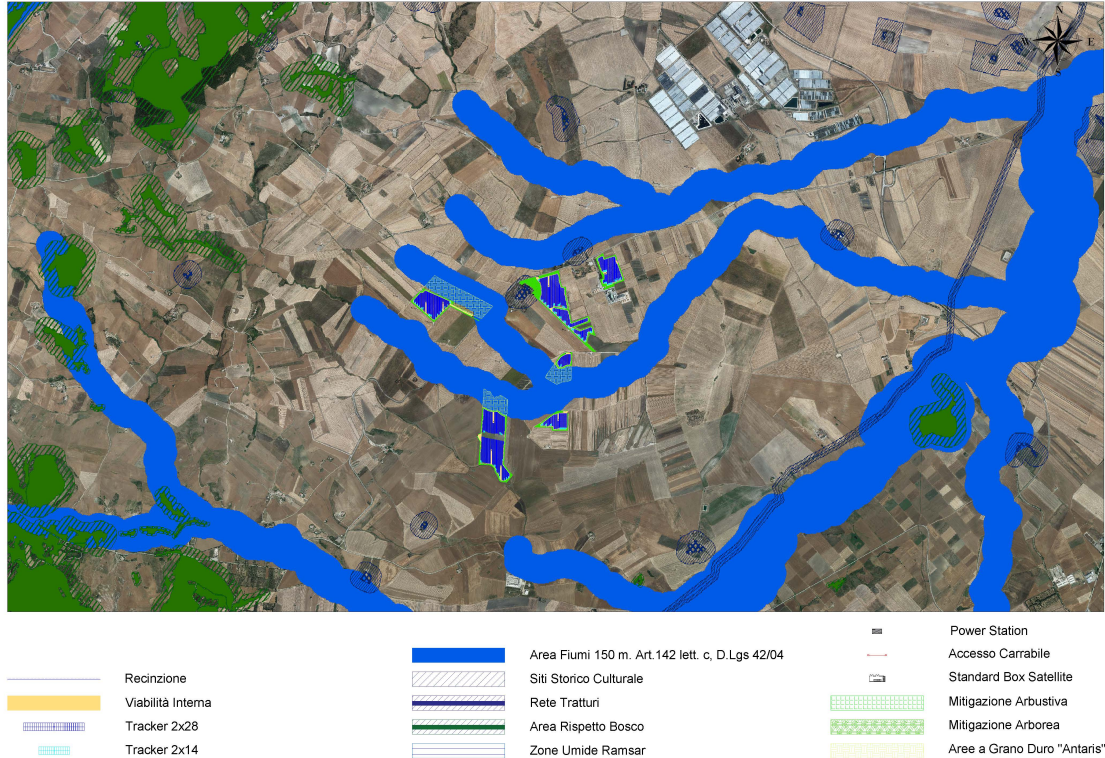 N
W
E
S
Recinzione
Viabilità Interna
Tracker 2x28
Tracker 2x14
Area Fiumi 150 m. Art.142 lett. c, D.Lgs 42/04
Siti Storico Culturale
Rete Tratturi
Area Rispetto Bosco
Zone Umide Ramsar
Power Station
Accesso Carrabile
Standard Box Satellite
Mitigazione Arbustiva
Mitigazione Arborea
Aree a Grano Duro "Antaris"